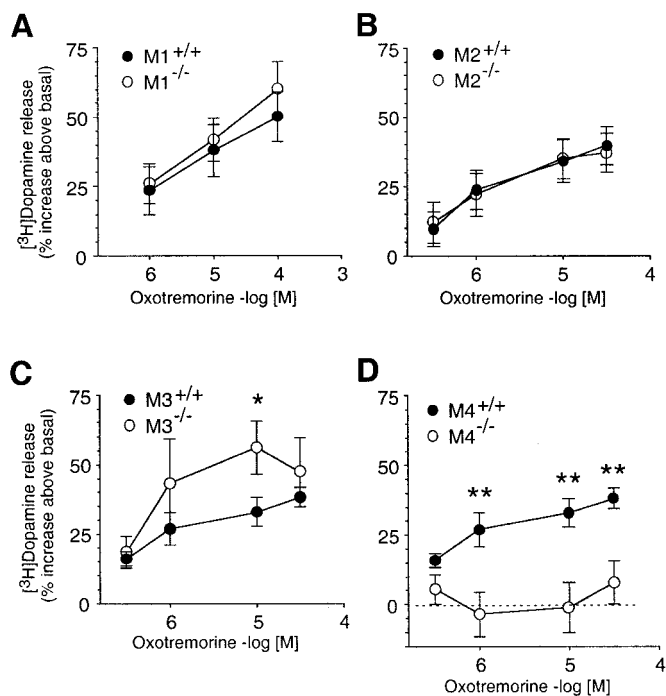 A
75
50
25
0
M1+/+
M1-/-
[3H]Dopamine release
(% increase above basal)
6 5 4 3
Oxotremorine -log [M]
B
75
50
25
0
M2+/+
M2-/-
6 5 4
Oxotremorine -log [M]
C
75
50
25
0
M3+/+
M3-/-
*
[3H]Dopamine release
(% increase above basal)
6 5 4
Oxotremorine -log [M]
D
75
50
25
0
M4+/+
M4-/-
** ** **
6 5 4
Oxotremorine -log [M]